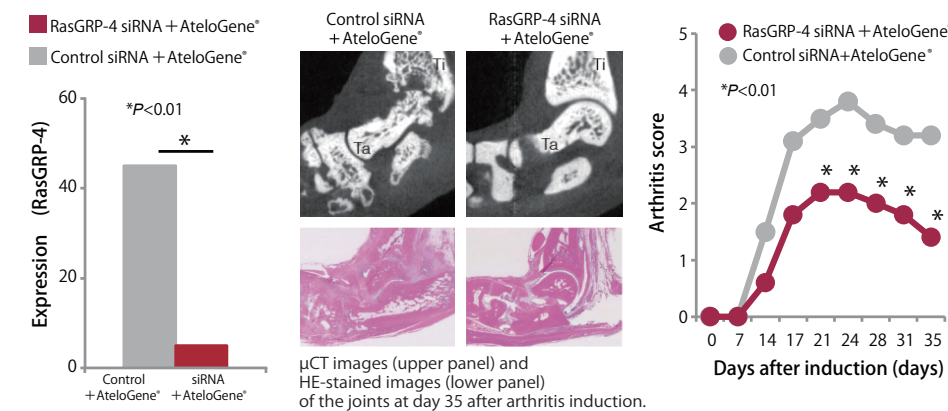 RasGRP-4 siRNA+AteloGene®
Control siRNA +AteloGene®
60
40
20
0
Expression (RasGRP-4)
*P<0.01
*
Control
+AteloGene®
siRNA
+AteloGene®
Control siRNA
+AteloGene®
RasGRP-4 siRNA
+AteloGene®
Ti
Ta
Ti
Ta
μCT images (upper panel) and
HE-stained images (lower panel)
of the joints at day 35 after arthritis induction.
RasGRP-4 siRNA +AteloGene
Control siRNA+AteloGene®
*P<0.01
5
4
3
2
1
0
Arthritis score
* * * * *
0 7 14 17 21 24 28 31 35
Days after induction (days)